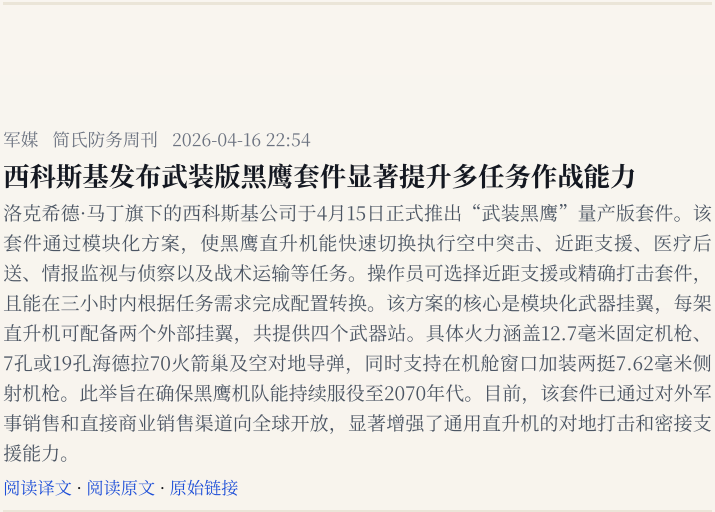 军媒 简氏防务周刊 2026-04-16 22:54
西科斯基发布武装版黑鹰套件显著提升多任务作战能力
洛克希德·马丁旗下的西科斯基公司于4月15日正式推出“武装黑鹰”量产版套件。该
套件通过模块化方案，使黑鹰直升机能快速切换执行空中突击、近距支援、医疗后
送、情报监视与侦察以及战术运输等任务。操作员可选择近距支援或精确打击套件，
且能在三小时内根据任务需求完成配置转换。该方案的核心是模块化武器挂翼，每架
直升机可配备两个外部挂翼，共提供四个武器站。具体火力涵盖12.7毫米固定机枪、
7孔或19孔海德拉70火箭巢及空对地导弹，同时支持在机舱窗口加装两挺7.62毫米侧
射机枪。此举旨在确保黑鹰机队能持续服役至2070年代。目前，该套件已通过对外军
事销售和直接商业销售渠道向全球开放，显著增强了通用直升机的对地打击和密接支
援能力。
阅读译文 · 阅读原文 · 原始链接